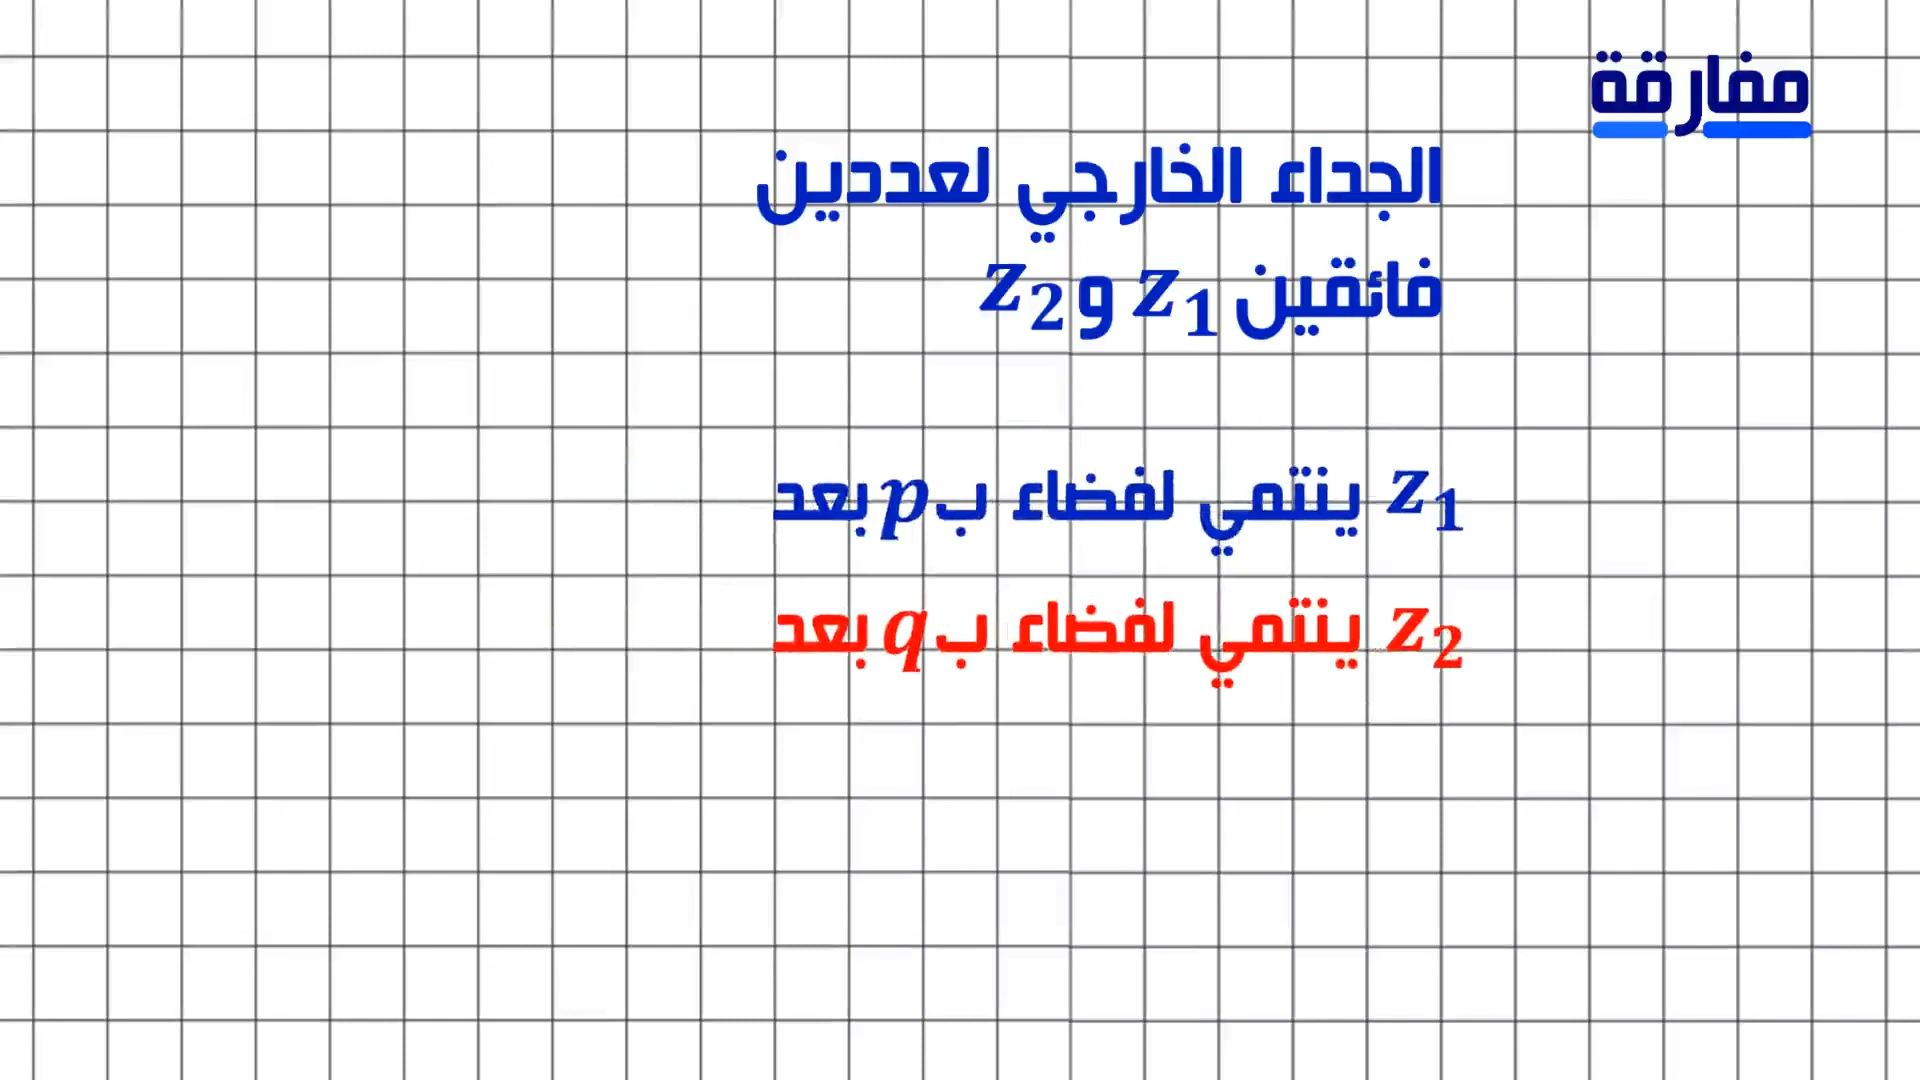 مفارقة
الجداء الخارجي لعددين
فائقين z₁ و z₂
z₁ ينتمي لفضاء ب p بعد
z₂ ينتمي لفضاء ب q بعد